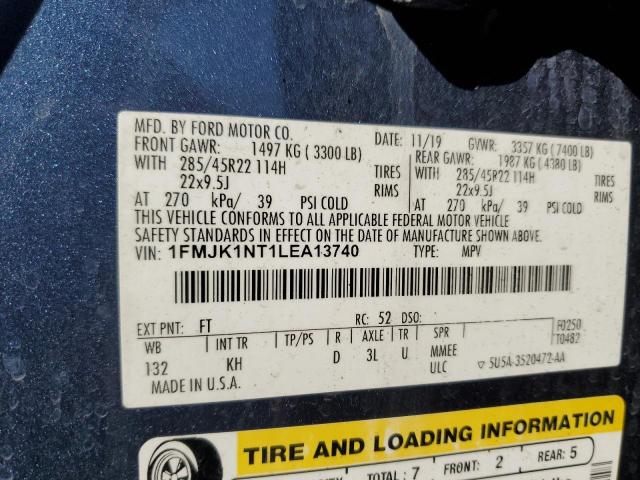 MFD. BY FORD MOTOR CO.
DATE: 11/19 GVWR: 3357 KG (7400 LB)
FRONT GAWR: 1497 KG (3300 LB)
REAR GAWR: 1987 KG (4380 LB)
WITH 285/45R22 114H TIRES
WITH 285/45R22 114H TIRES
22x9.5J RIMS
22x9.5J RIMS
AT 270 kPa/ 39 PSI COLD
AT 270 kPa/ 39 PSI COLD
THIS VEHICLE CONFORMS TO ALL APPLICABLE FEDERAL MOTOR VEHICLE
SAFETY STANDARDS IN EFFECT ON THE DATE OF MANUFACTURE SHOWN ABOVE.
VIN: 1FMJK1NT1LEA13740 TYPE: MPV
EXT PNT: FT RC: 52 DSO: F0250
WB INT TR TP/PS R AXLE TR SPR T0482
132 KH D 3L U MMEE
ULC ▽ 5U5A-3520472-AA
MADE IN U.S.A.
TIRE AND LOADING INFORMATION
TOTAL: 7 FRONT: 2 REAR: 5